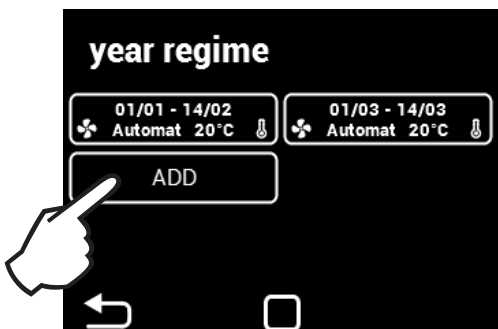 year regime
01/01 - 14/02
Automat 20°C
01/03 - 14/03
Automat 20°C
ADD